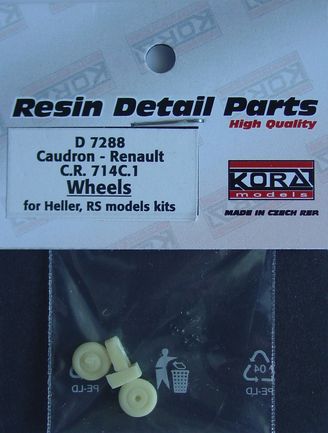 Resin Detail Parts
High Quality
D 7288
Caudron - Renault
C.R. 714C.1
Wheels
for Heller, RS models kits
KORA
models
MADE IN CZECH REP.
04
PE-LD
PE-LD